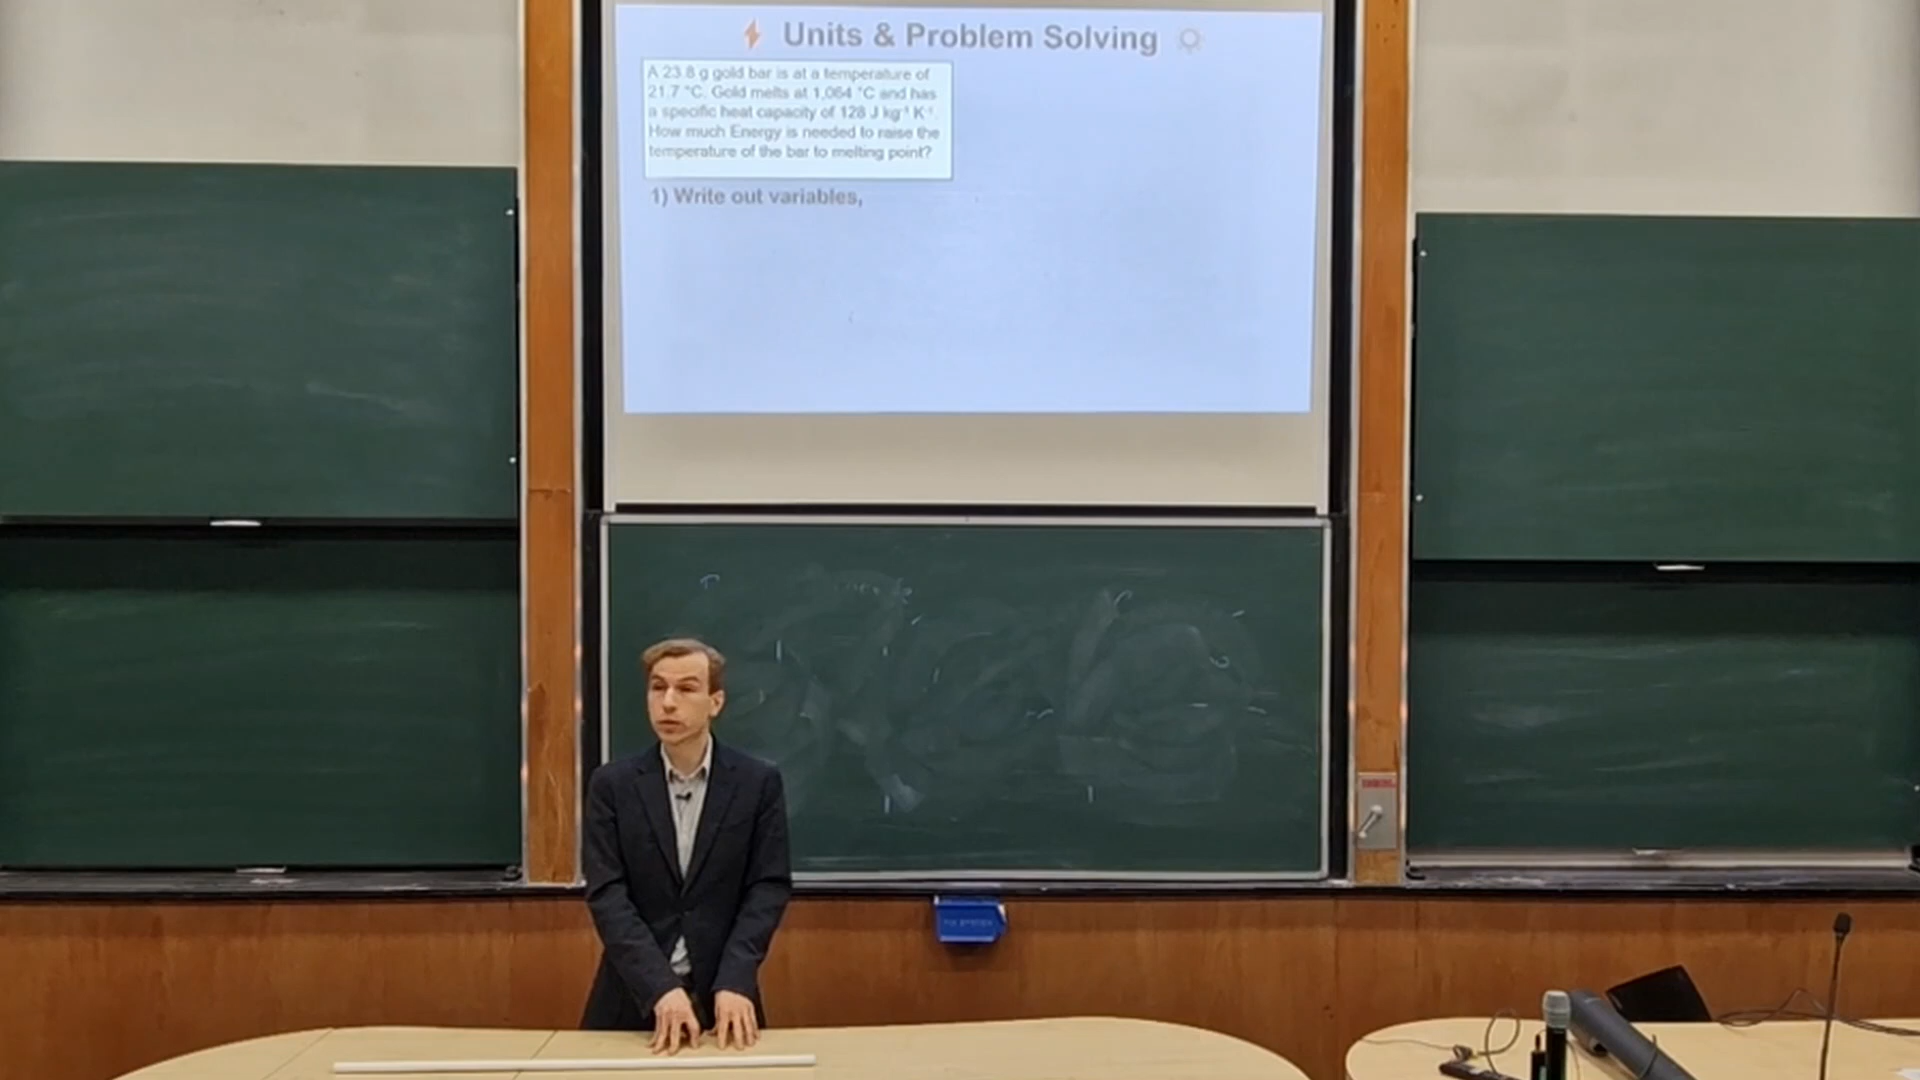 Units & Problem Solving
A 23.8 g gold bar is at a temperature of
21.7 °C. Gold melts at 1,064 °C and has
a specific heat capacity of 128 J kg⁻¹ K⁻¹.
How much Energy is needed to raise the
temperature of the bar to melting point?
1) Write out variables,